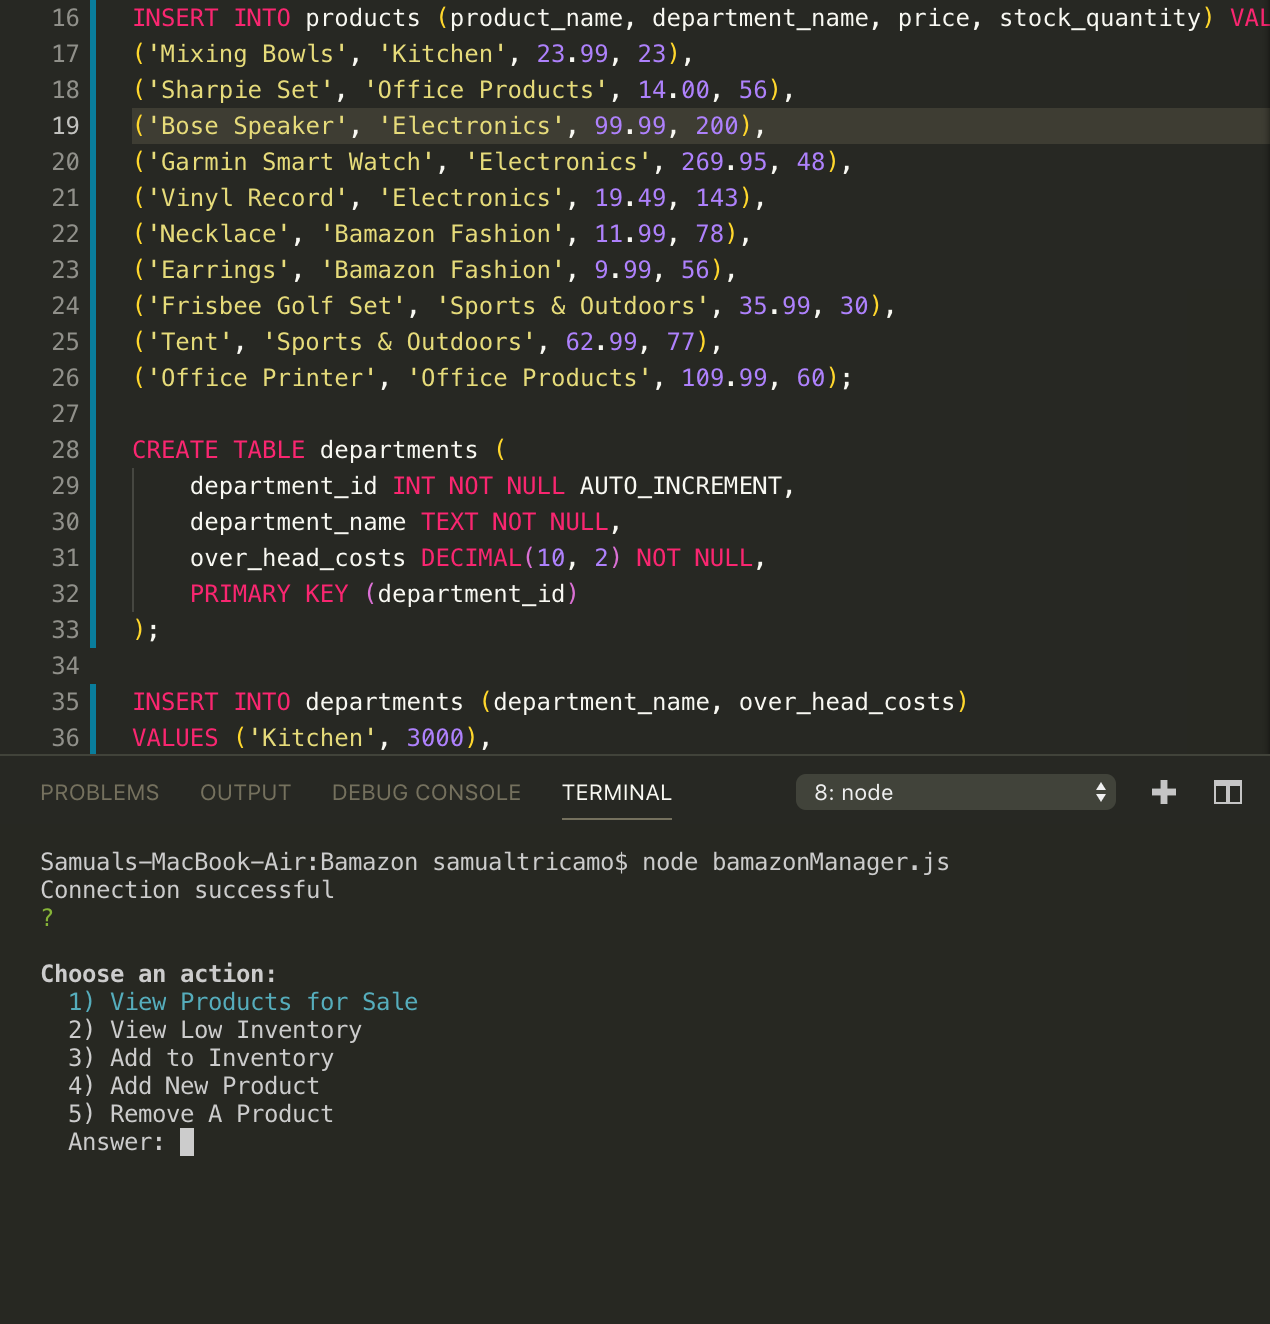 16 INSERT INTO products (product_name, department_name, price, stock_quantity) VAL
17 ('Mixing Bowls', 'Kitchen', 23.99, 23),
18 ('Sharpie Set', 'Office Products', 14.00, 56),
19 ('Bose Speaker', 'Electronics', 99.99, 200),
20 ('Garmin Smart Watch', 'Electronics', 269.95, 48),
21 ('Vinyl Record', 'Electronics', 19.49, 143),
22 ('Necklace', 'Bamazon Fashion', 11.99, 78),
23 ('Earrings', 'Bamazon Fashion', 9.99, 56),
24 ('Frisbee Golf Set', 'Sports & Outdoors', 35.99, 30),
25 ('Tent', 'Sports & Outdoors', 62.99, 77),
26 ('Office Printer', 'Office Products', 109.99, 60);
27
28 CREATE TABLE departments (
29     department_id INT NOT NULL AUTO_INCREMENT,
30     department_name TEXT NOT NULL,
31     over_head_costs DECIMAL(10, 2) NOT NULL,
32     PRIMARY KEY (department_id)
33 );
34
35 INSERT INTO departments (department_name, over_head_costs)
36 VALUES ('Kitchen', 3000),
PROBLEMS OUTPUT DEBUG CONSOLE TERMINAL 8: node
Samuals-MacBook-Air:Bamazon samualtricamo$ node bamazonManager.js
Connection successful
?
Choose an action:
  1) View Products for Sale
  2) View Low Inventory
  3) Add to Inventory
  4) Add New Product
  5) Remove A Product
  Answer: